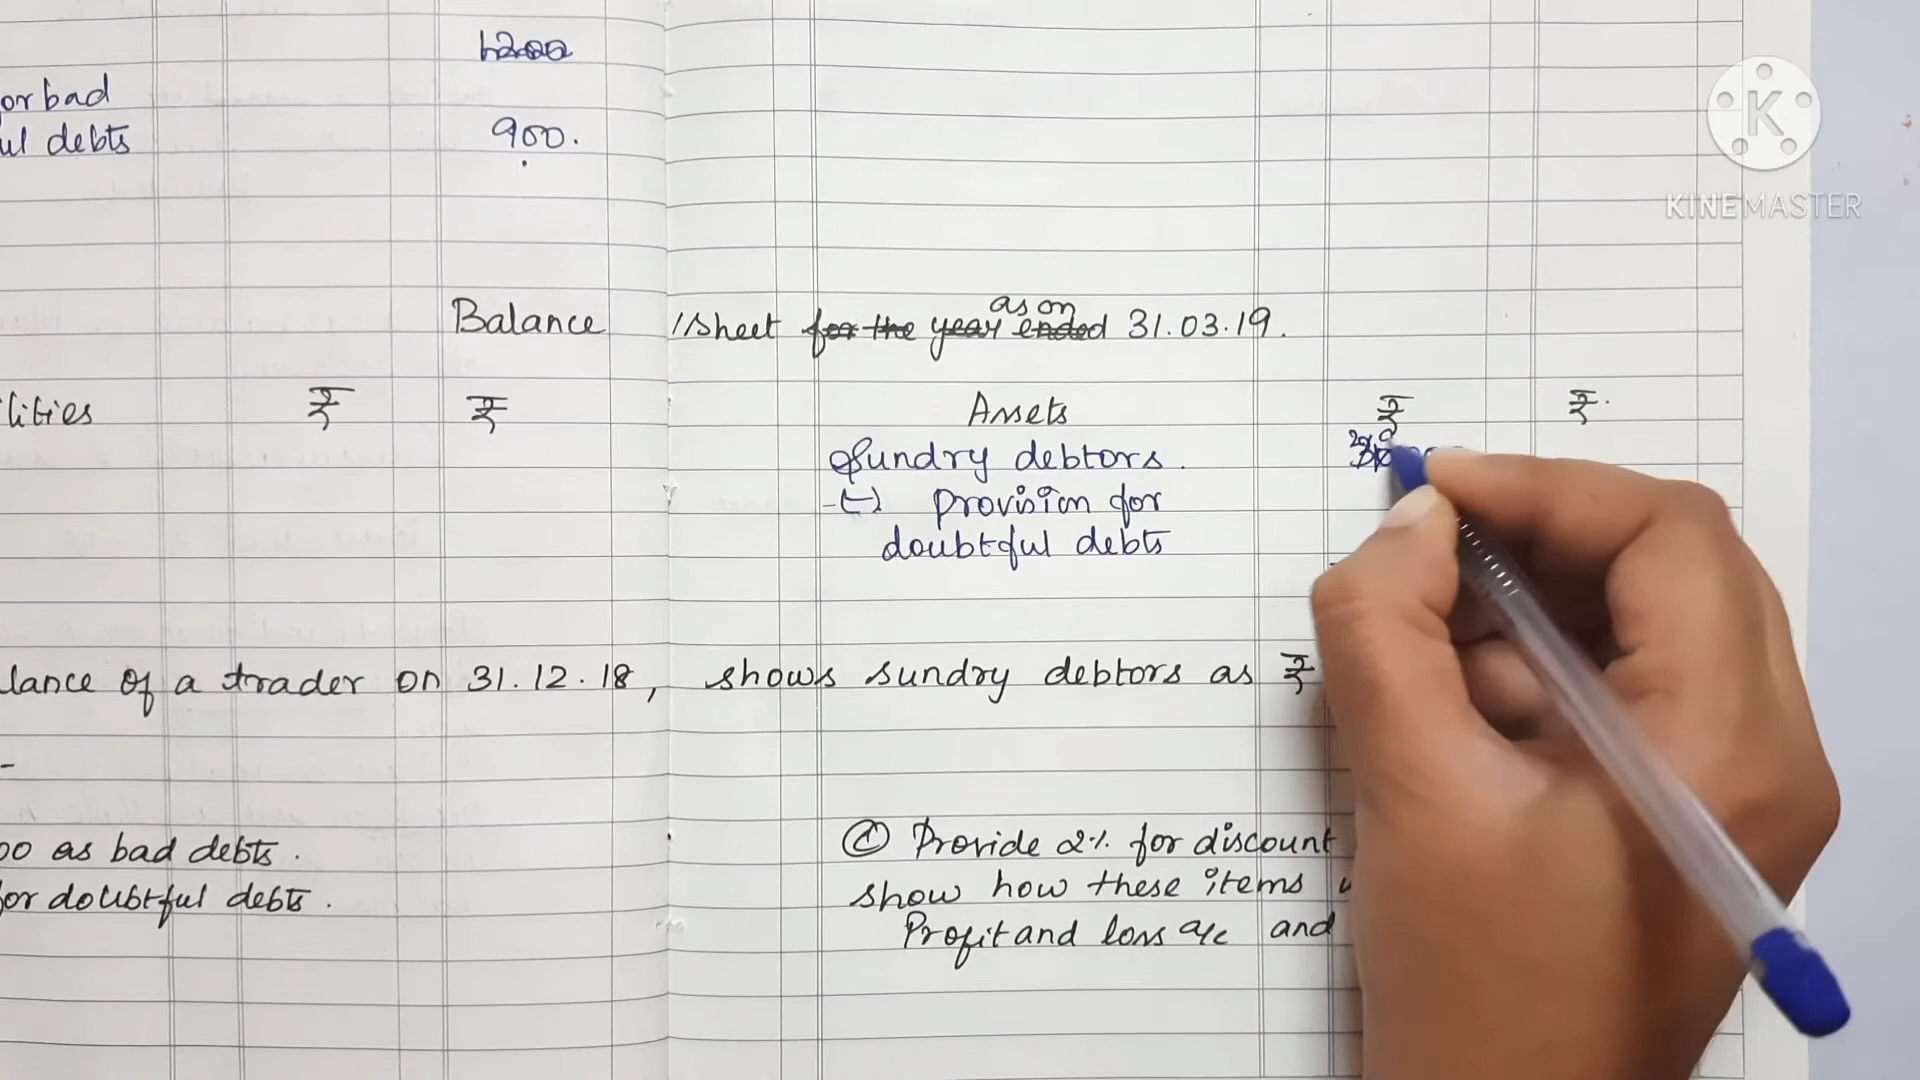 1200
or bad
ul debts 900.
KINEMASTER
Balance Sheet for the year ended as on 31.03.19.
lities ₹ ₹ Assets ₹ ₹.
Sundry debtors.
(-) Provision for
doubtful debts
lance of a trader on 31.12.18, shows sundry debtors as ₹
00 as bad debts.
or doubtful debts.
Provide 2% for discount
show how these items
Profit and loss a/c and